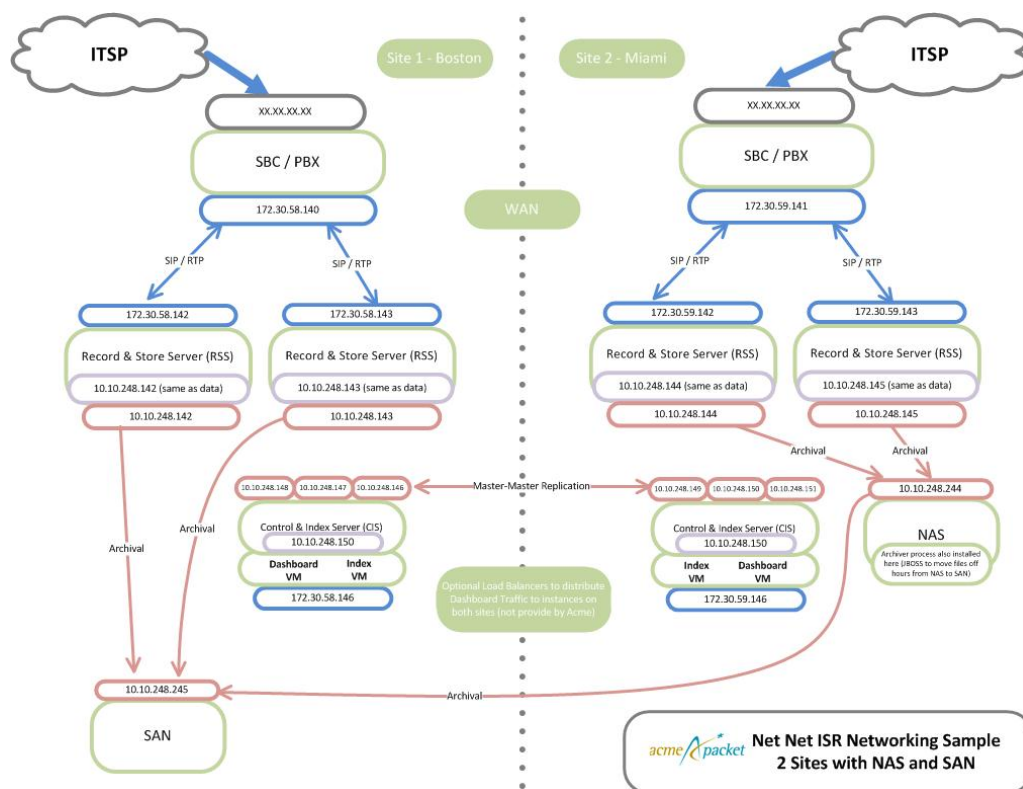 ITSP
Site 1 - Boston
Site 2 - Miami
ITSP
XX.XX.XX.XX
XX.XX.XX.XX
SBC / PBX
SBC / PBX
172.30.58.140
WAN
172.30.59.141
SIP / RTP
SIP / RTP
SIP / RTP
SIP / RTP
172.30.58.142
172.30.58.143
172.30.59.142
172.30.59.143
Record & Store Server (RSS)
Record & Store Server (RSS)
Record & Store Server (RSS)
Record & Store Server (RSS)
10.10.248.142 (same as data)
10.10.248.143 (same as data)
10.10.248.144 (same as data)
10.10.248.145 (same as data)
10.10.248.142
10.10.248.143
10.10.248.144
10.10.248.145
Archival
Archival
10.10.248.148
10.10.248.147
10.10.248.146
Master-Master Replication
10.10.248.149
10.10.248.150
10.10.248.151
10.10.248.244
Archival
Archival
Control & Index Server (CIS)
10.10.248.150
Dashboard
VM
Index
VM
172.30.58.146
Control & Index Server (CIS)
10.10.248.150
Index
VM
Dashboard
VM
172.30.59.146
NAS
Archiver process also installed
here (JBOSS to move files off
hours from NAS to SAN)
Optional Load Balancers to distribute
Dashboard Traffic to instances on
both sites (not provide by Acme)
10.10.248.245
Archival
SAN
acme packet
Net Net ISR Networking Sample
2 Sites with NAS and SAN